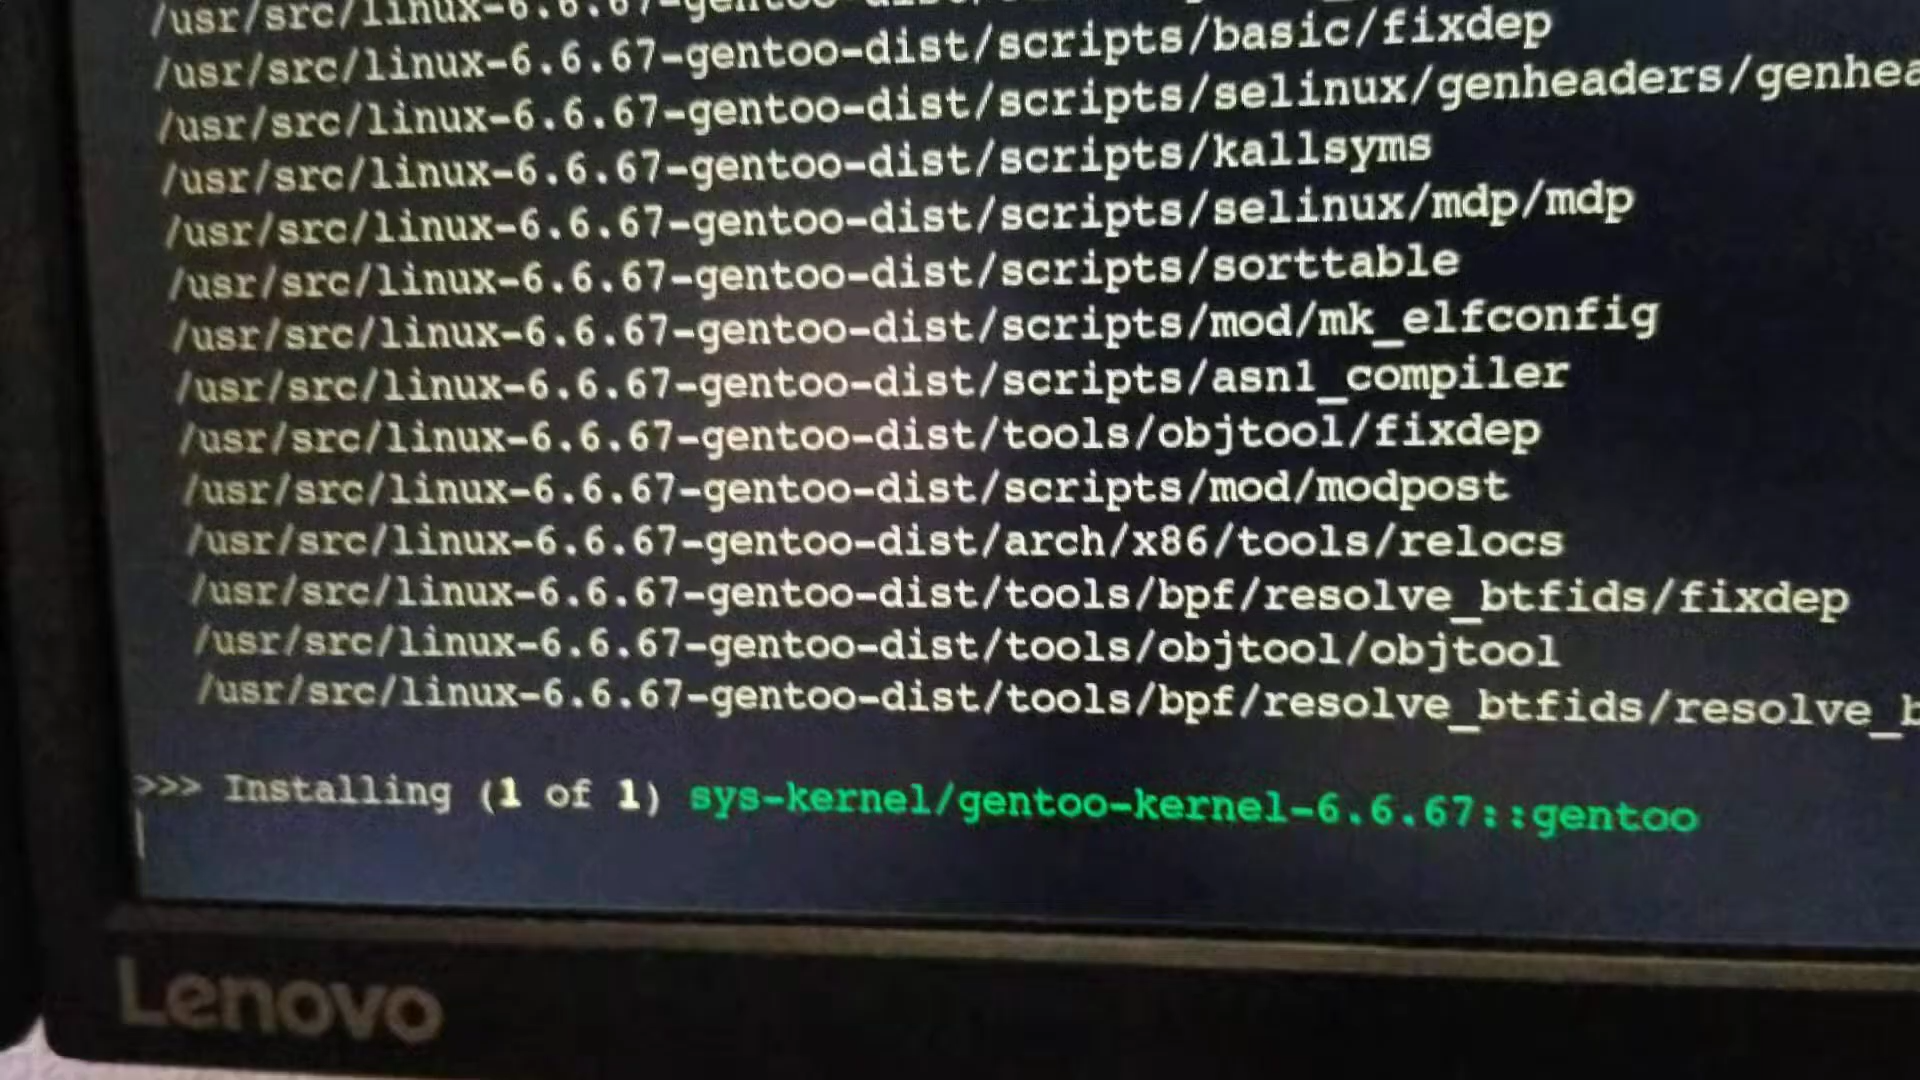 /usr/src/linux-6.6.67-gentoo-dist/
/usr/src/linux-6.6.67-gentoo-dist/scripts/basic/fixdep
/usr/src/linux-6.6.67-gentoo-dist/scripts/selinux/genheaders/genhea
/usr/src/linux-6.6.67-gentoo-dist/scripts/kallsyms
/usr/src/linux-6.6.67-gentoo-dist/scripts/selinux/mdp/mdp
/usr/src/linux-6.6.67-gentoo-dist/scripts/sorttable
/usr/src/linux-6.6.67-gentoo-dist/scripts/mod/mk_elfconfig
/usr/src/linux-6.6.67-gentoo-dist/scripts/asn1_compiler
/usr/src/linux-6.6.67-gentoo-dist/tools/objtool/fixdep
/usr/src/linux-6.6.67-gentoo-dist/scripts/mod/modpost
/usr/src/linux-6.6.67-gentoo-dist/arch/x86/tools/relocs
/usr/src/linux-6.6.67-gentoo-dist/tools/bpf/resolve_btfids/fixdep
/usr/src/linux-6.6.67-gentoo-dist/tools/objtool/objtool
/usr/src/linux-6.6.67-gentoo-dist/tools/bpf/resolve_btfids/resolve_b
>>> Installing (1 of 1) sys-kernel/gentoo-kernel-6.6.67::gentoo
Lenovo